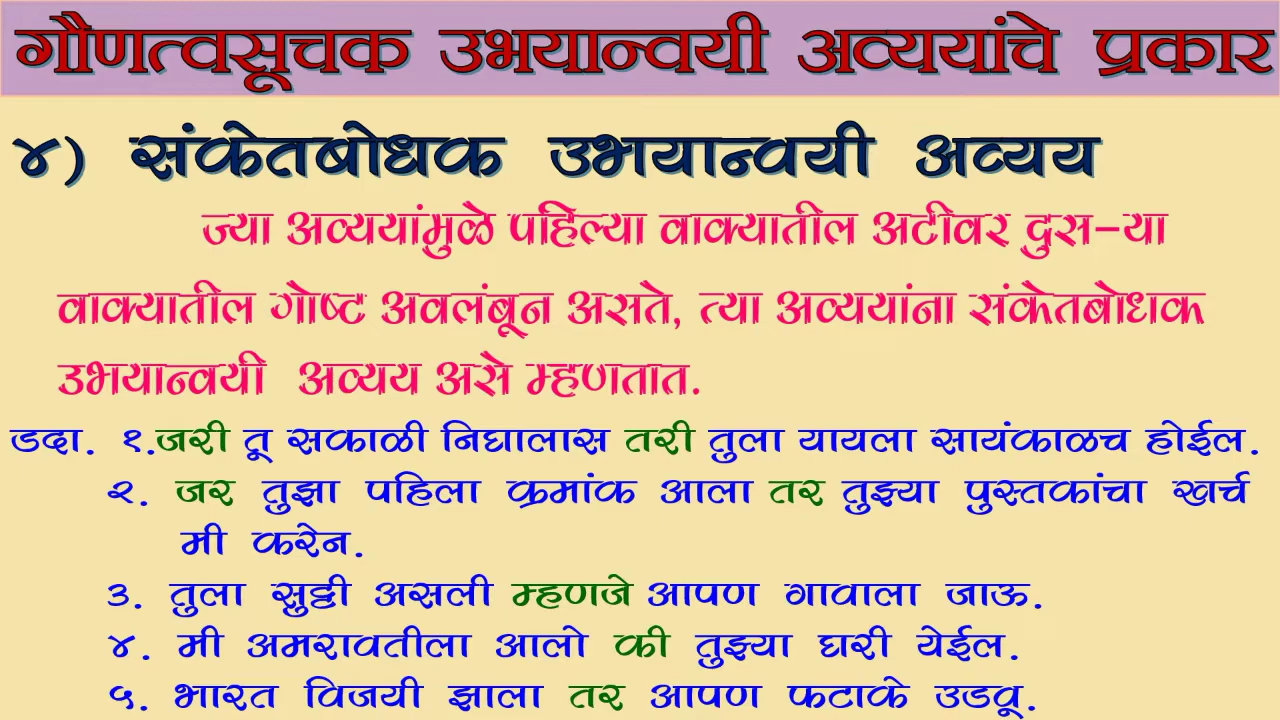 गौणत्वसूचक उभयान्वयी अव्ययांचे प्रकार
४) संकेतबोधक उभयान्वयी अव्यय
ज्या अव्ययांमुळे पहिल्या वाक्यातील अटीवर दुस-या
वाक्यातील गोष्ट अवलंबून असते, त्या अव्ययांना संकेतबोधक
उभयान्वयी अव्यय असे म्हणतात.
उदा. १.जरी तू सकाळी निघालास तरी तुला यायला सायंकाळच होईल.
२. जर तुझा पहिला क्रमांक आला तर तुझ्या पुस्तकांचा खर्च
मी करेन.
३. तुला सुट्टी असली म्हणजे आपण गावाला जाऊ.
४. मी अमरावतीला आलो की तुझ्या घरी येईल.
५. भारत विजयी झाला तर आपण फटाके उडवू.